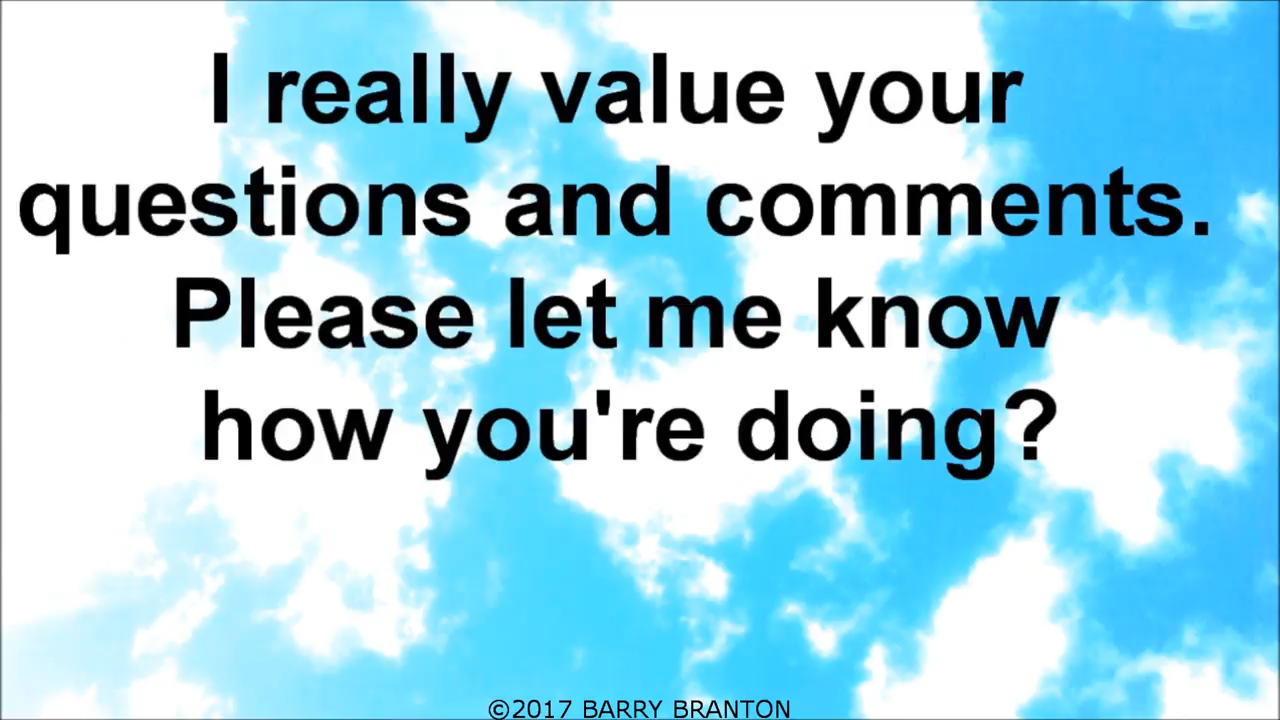 I really value your
questions and comments.
Please let me know
how you're doing?
©2017 BARRY BRANTON